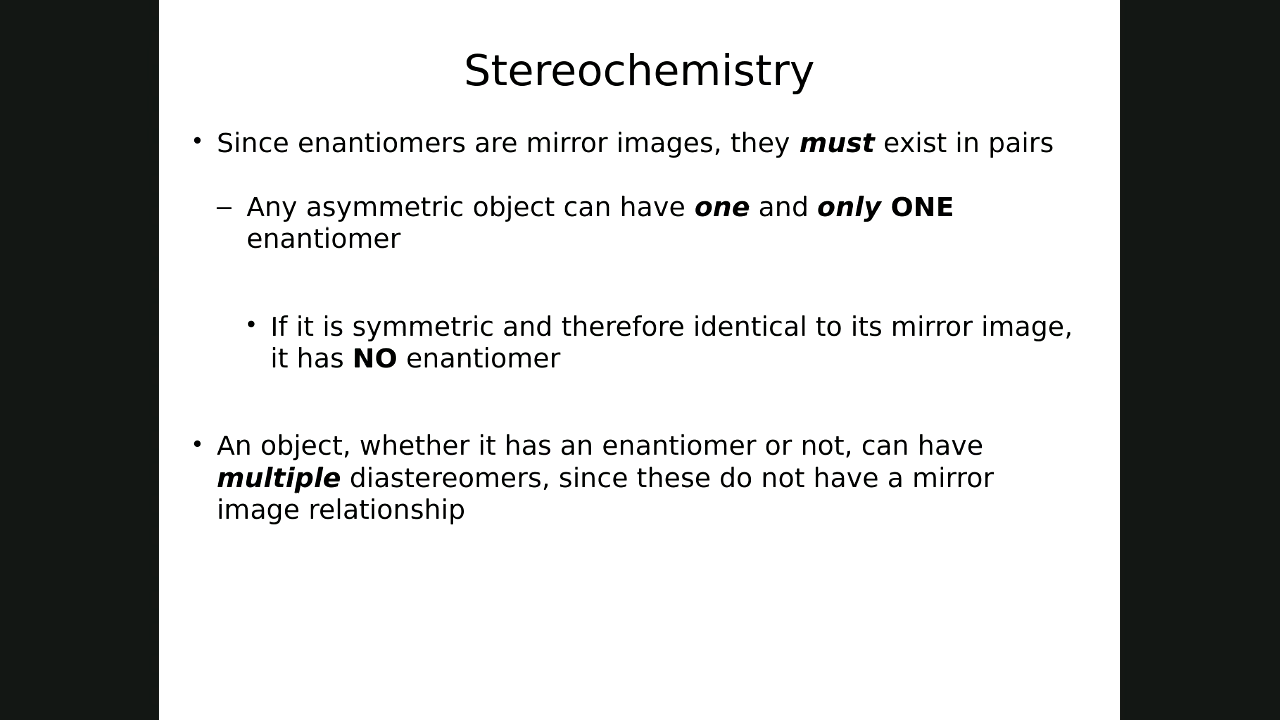 Stereochemistry
• Since enantiomers are mirror images, they must exist in pairs
– Any asymmetric object can have one and only ONE
enantiomer
• If it is symmetric and therefore identical to its mirror image,
it has NO enantiomer
• An object, whether it has an enantiomer or not, can have
multiple diastereomers, since these do not have a mirror
image relationship